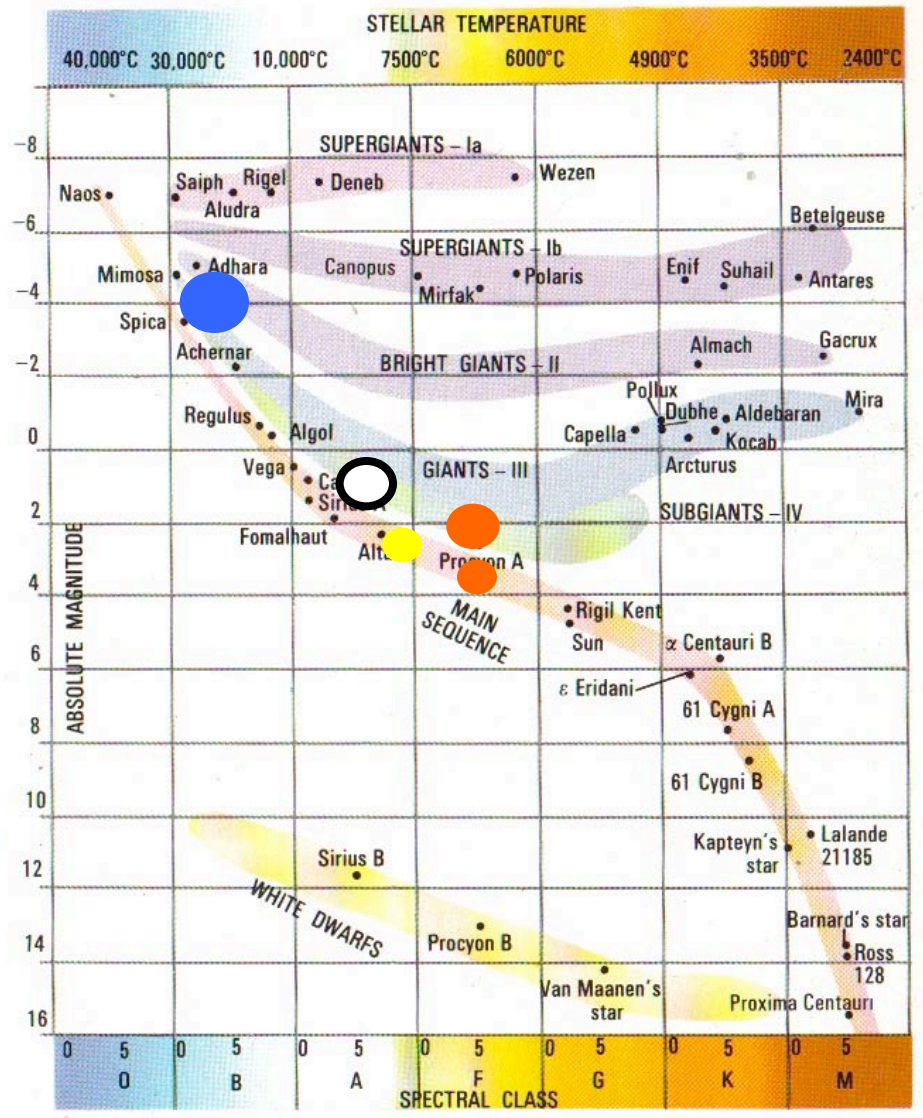 STELLAR TEMPERATURE
40,000°C 30,000°C 10,000°C 7500°C 6000°C 4900°C 3500°C 2400°C
SUPERGIANTS – Ia
-8
Naos
Saiph
Rigel
Aludra
Deneb
Wezen
-6
Betelgeuse
SUPERGIANTS – Ib
Mimosa
Adhara
Canopus
Mirfak
Polaris
Enif
Suhail
Antares
-4
Spica
Achernar
BRIGHT GIANTS – II
Almach
Gacrux
-2
Pollux
Dubhe
Aldebaran
Mira
Regulus
Algol
Capella
Kocab
Arcturus
0
Vega
GIANTS – III
2
Fomalhaut
SUBGIANTS – IV
Procyon A
4
MAIN
SEQUENCE
Rigil Kent
Sun
α Centauri B
6
ε Eridani
61 Cygni A
8
61 Cygni B
10
Kapteyn's
star
Lalande
21185
12
Sirius B
WHITE DWARFS
Procyon B
Barnard's star
Ross
128
14
Van Maanen's
star
Proxima Centauri
16
ABSOLUTE MAGNITUDE
0 5 0 5 0 5 0 5 0 5 0 5 0 5
O B A F G K M
SPECTRAL CLASS